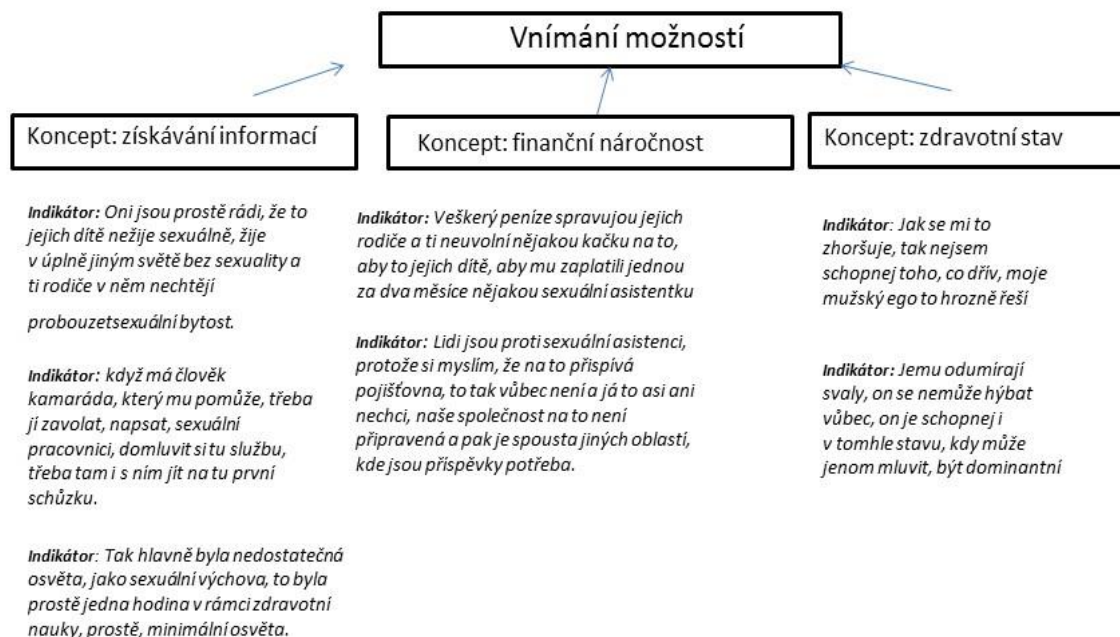 Vnímání možností
Koncept: získávání informací
Koncept: finanční náročnost
Koncept: zdravotní stav
Indikátor: Oni jsou prostě rádi, že to
jejich dítě nežije sexuálně, žije
v úplně jiným světě bez sexuality a
ti rodiče v něm nechtějí
probouzetsexuální bytost.
Indikátor: když má člověk
kamaráda, který mu pomůže, třeba
jí zavolat, napsat, sexuální
pracovnici, domluvit si tu službu,
třeba tam i s ním jít na tu první
schůzku.
Indikátor: Tak hlavně byla nedostatečná
osvěta, jako sexuální výchova, to byla
prostě jedna hodina v rámci zdravotní
nauky, prostě, minimální osvěta.
Indikátor: Veškerý peníze spravujou jejich
rodiče a ti neuvolní nějakou kačku na to,
aby to jejich dítě, aby mu zaplatili jednou
za dva měsíce nějakou sexuální asistentku
Indikátor: Lidi jsou proti sexuální asistenci,
protože si myslím, že na to přispívá
pojišťovna, to tak vůbec není a já to asi ani
nechci, naše společnost na to není
připravená a pak je spousta jiných oblastí,
kde jsou příspěvky potřeba.
Indikátor: Jak se mi to
zhoršuje, tak nejsem
schopnej toho, co dřív, moje
mužský ego to hrozně řeší
Indikátor: Jemu odumírají
svaly, on se nemůže hýbat
vůbec, on je schopnej i
v tomhle stavu, kdy může
jenom mluvit, být dominantní